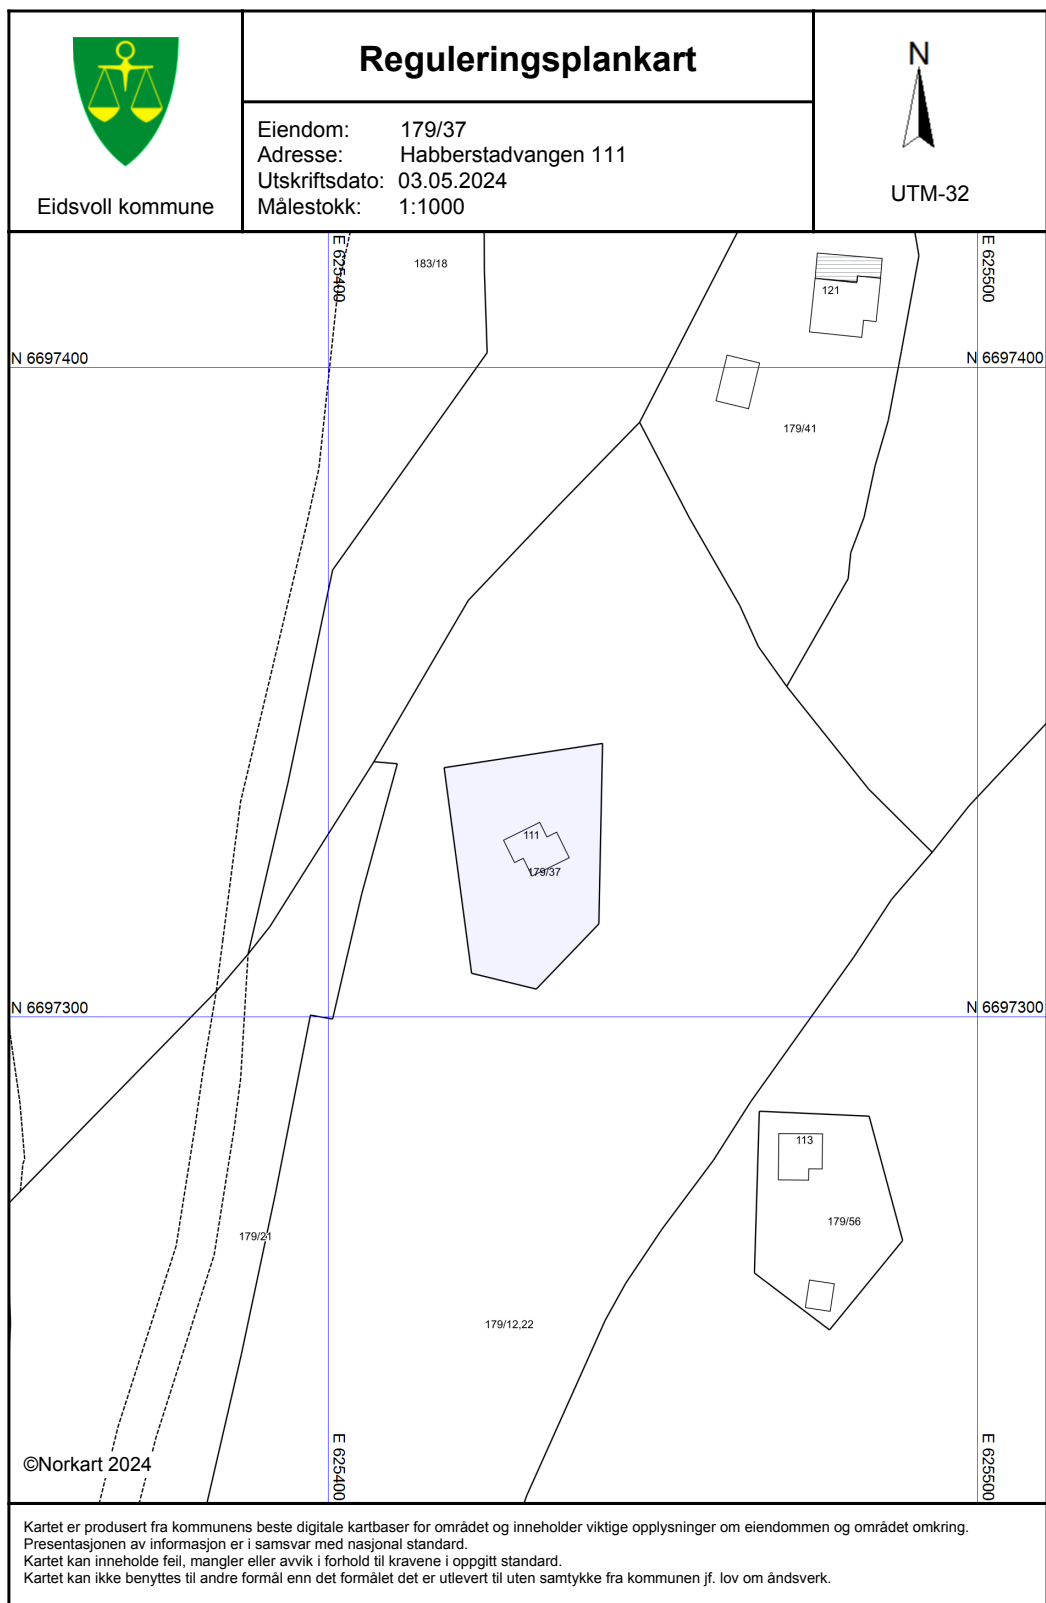 Reguleringsplankart
Eidsvoll kommune
Eiendom: 179/37
Adresse: Habberstadvangen 111
Utskriftsdato: 03.05.2024
Målestokk: 1:1000
N
UTM-32
E 625400
183/18
121
E 625500
N 6697400
N 6697400
179/41
111
179/37
N 6697300
N 6697300
113
179/56
179/21
179/12,22
E 625400
E 625500
©Norkart 2024
Kartet er produsert fra kommunens beste digitale kartbaser for området og inneholder viktige opplysninger om eiendommen og området omkring.
Presentasjonen av informasjon er i samsvar med nasjonal standard.
Kartet kan inneholde feil, mangler eller avvik i forhold til kravene i oppgitt standard.
Kartet kan ikke benyttes til andre formål enn det formålet det er utlevert til uten samtykke fra kommunen jf. lov om åndsverk.